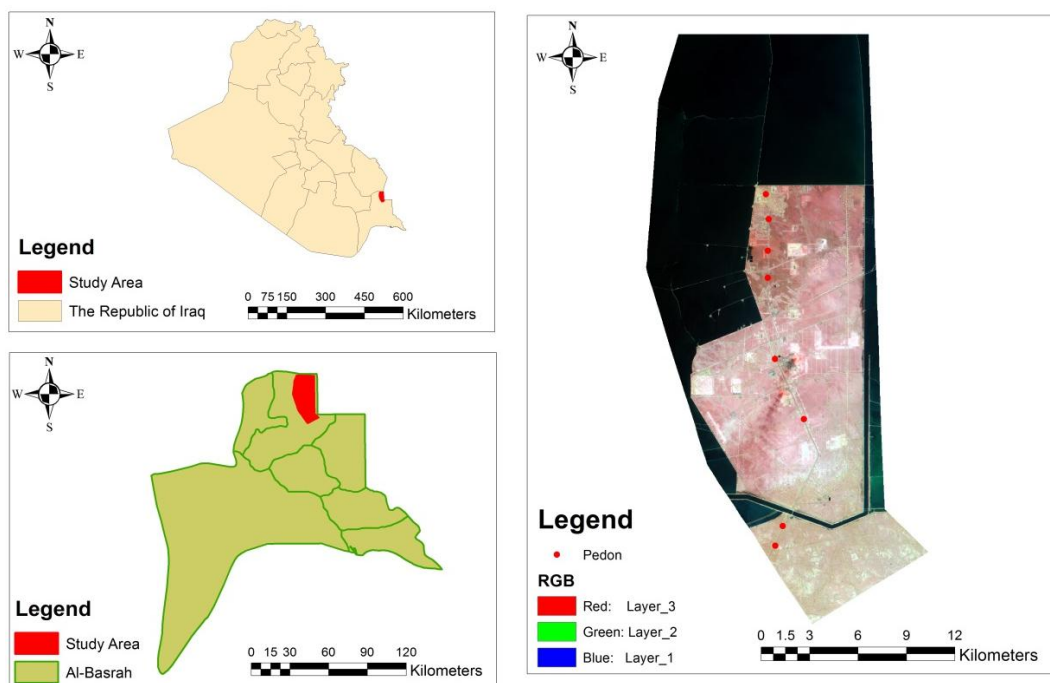 N
W E
S
Legend
Study Area
The Republic of Iraq
0 75 150 300 450 600
Kilometers
N
W E
S
Legend
Study Area
Al-Basrah
0 15 30 60 90 120
Kilometers
N
W E
S
Legend
Pedon
RGB
Red: Layer_3
Green: Layer_2
Blue: Layer_1
0 1.5 3 6 9 12
Kilometers